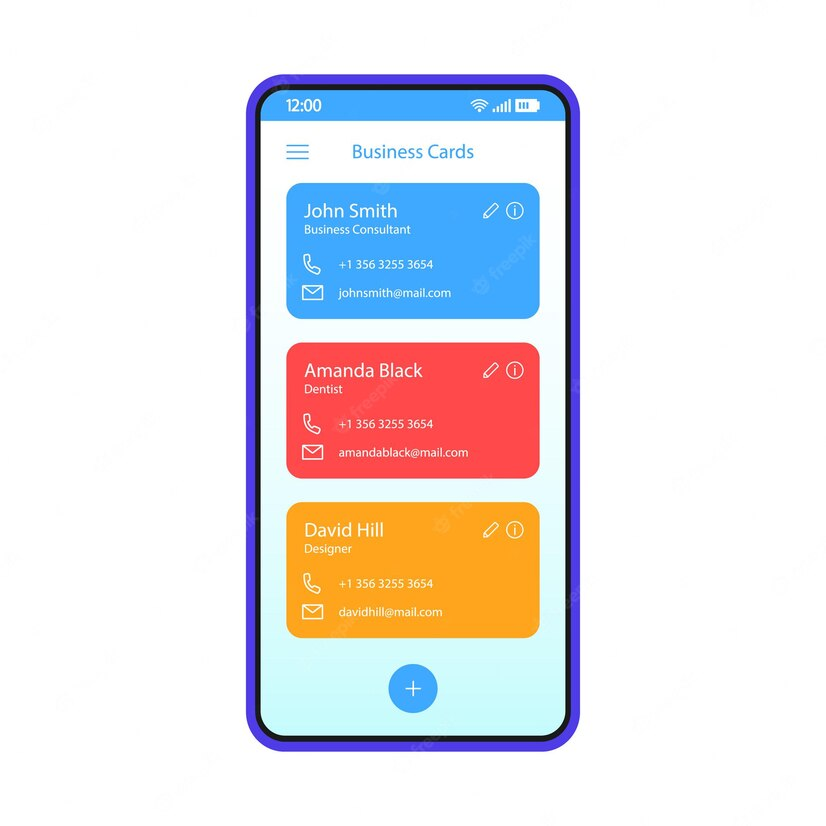 12:00
Business Cards
John Smith
Business Consultant
+1 356 3255 3654
johnsmith@mail.com
Amanda Black
Dentist
+1 356 3255 3654
amandablack@mail.com
David Hill
Designer
+1 356 3255 3654
davidhill@mail.com
freepik